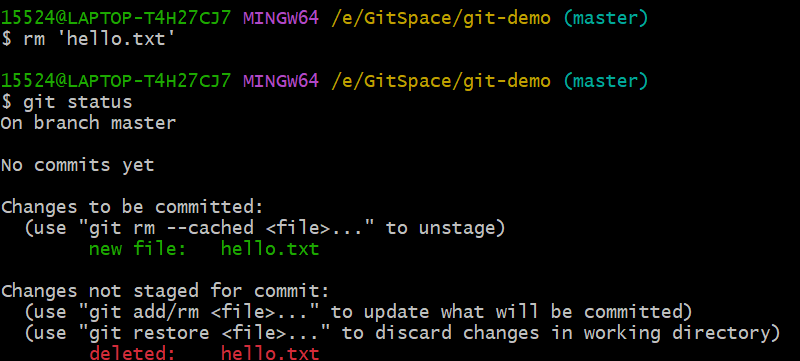 15524@LAPTOP-T4H27CJ7 MINGW64 /e/GitSpace/git-demo (master)
$ rm 'hello.txt'
15524@LAPTOP-T4H27CJ7 MINGW64 /e/GitSpace/git-demo (master)
$ git status
On branch master
No commits yet
Changes to be committed:
  (use "git rm --cached <file>..." to unstage)
        new file:   hello.txt
Changes not staged for commit:
  (use "git add/rm <file>..." to update what will be committed)
  (use "git restore <file>..." to discard changes in working directory)
        deleted:    hello.txt